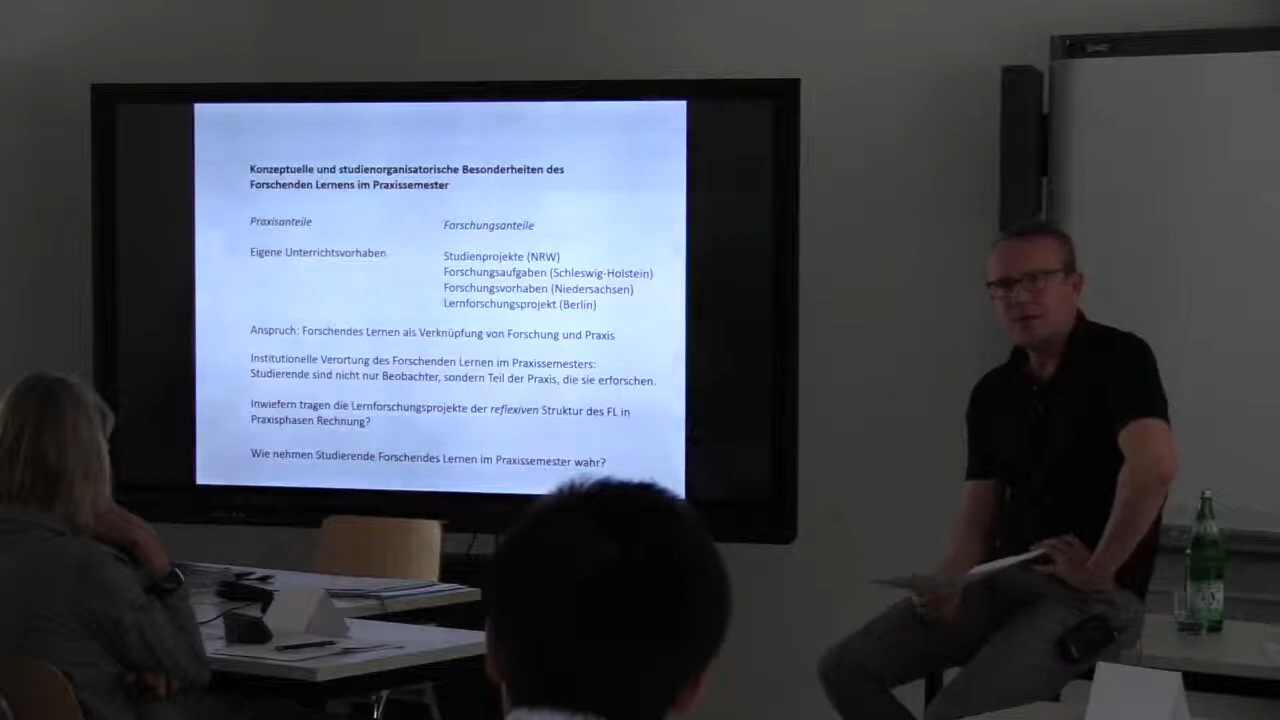 Konzeptuelle und studienorganisatorische Besonderheiten des
Forschenden Lernens im Praxissemester
Praxisanteile
Forschungsanteile
Eigene Unterrichtsvorhaben
Studienprojekte (NRW)
Forschungsaufgaben (Schleswig-Holstein)
Forschungsvorhaben (Niedersachsen)
Lernforschungsprojekt (Berlin)
Anspruch: Forschendes Lernen als Verknüpfung von Forschung und Praxis
Institutionelle Verortung des Forschenden Lernen im Praxissemesters:
Studierende sind nicht nur Beobachter, sondern Teil der Praxis, die sie erforschen.
Inwiefern tragen die Lernforschungsprojekte der reflexiven Struktur des FL in
Praxisphasen Rechnung?
Wie nehmen Studierende Forschendes Lernen im Praxissemester wahr?